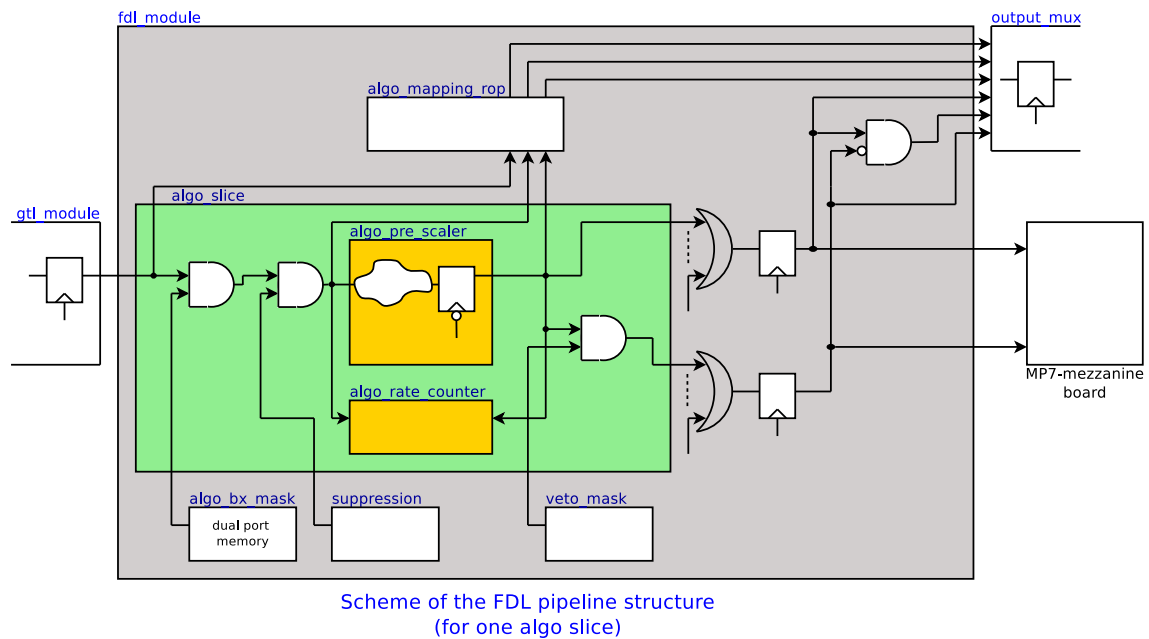 fdl_module
output_mux
algo_mapping_rop
algo_slice
gtl_module
algo_pre_scaler
algo_rate_counter
MP7-mezzanine
board
algo_bx_mask
suppression
veto_mask
dual port
memory
Scheme of the FDL pipeline structure
(for one algo slice)